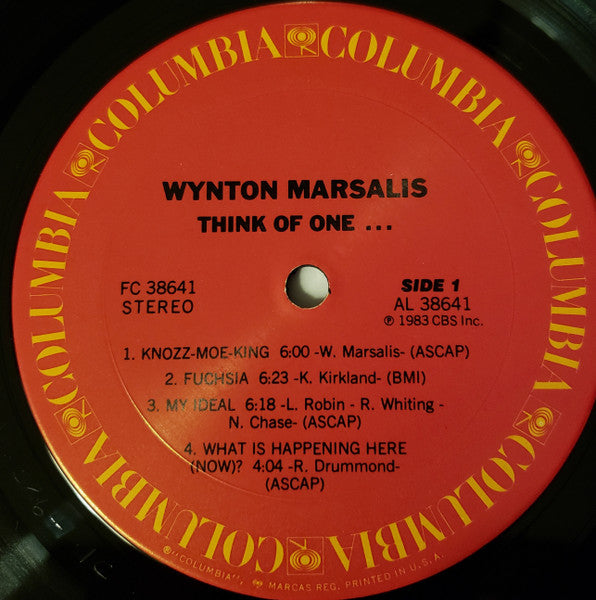 COLUMBIA COLUMBIA COLUMBIA COLUMBIA COLUMBIA COLUMBIA COLUMBIA COLUMBIA
WYNTON MARSALIS
THINK OF ONE ...
FC 38641
STEREO
SIDE 1
AL 38641
℗ 1983 CBS Inc.
1. KNOZZ-MOE-KING 6:00 -W. Marsalis- (ASCAP)
2. FUCHSIA 6:23 -K. Kirkland- (BMI)
3. MY IDEAL 6:18 -L. Robin - R. Whiting -
N. Chase- (ASCAP)
4. WHAT IS HAPPENING HERE
(NOW)? 4:04 -R. Drummond-
(ASCAP)
®"COLUMBIA", MARCAS REG. PRINTED IN U.S.A.